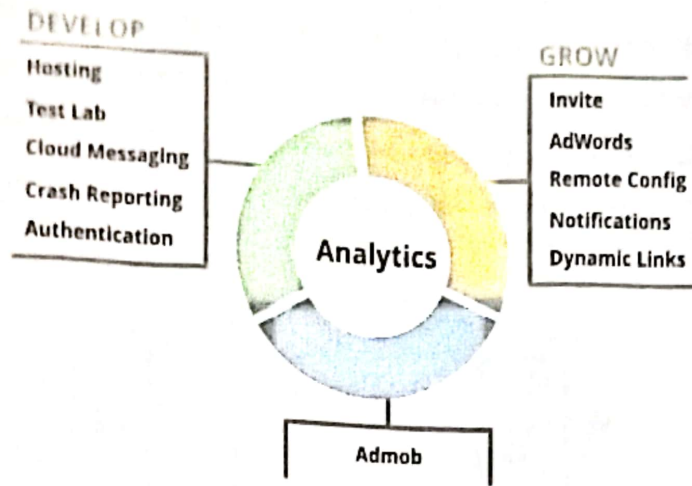 DEVELOP
Hosting
Test Lab
Cloud Messaging
Crash Reporting
Authentication
GROW
Invite
AdWords
Remote Config
Notifications
Dynamic Links
Analytics
Admob